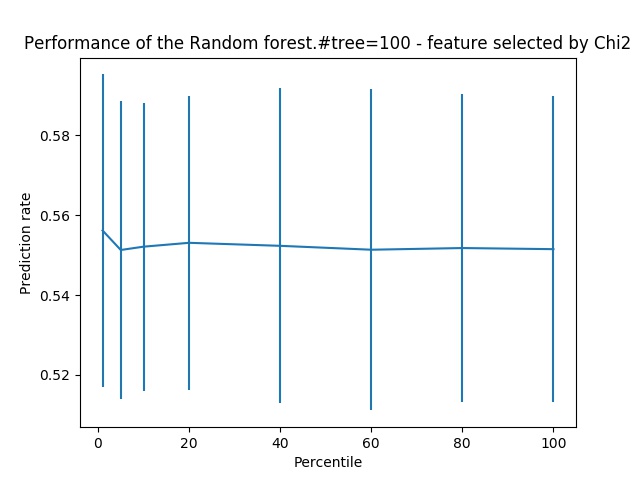 Performance of the Random forest.#tree=100 - feature selected by Chi2
0.58
0.56
0.54
0.52
Prediction rate
0 20 40 60 80 100
Percentile